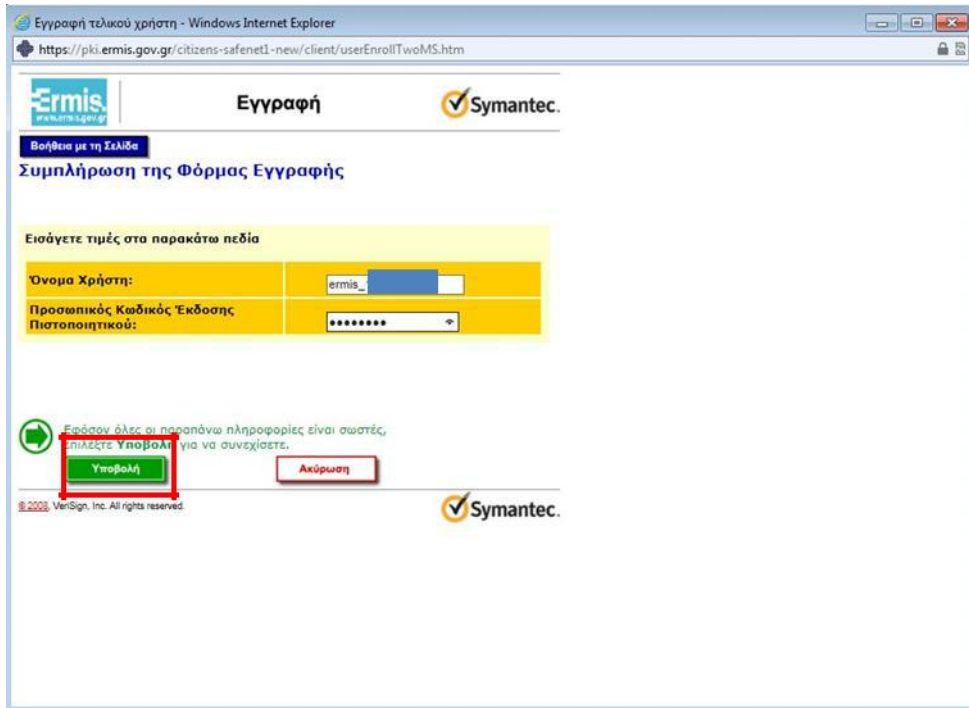 Εγγραφή τελικού χρήστη - Windows Internet Explorer
https://pki.ermis.gov.gr/citizens-safenet1-new/client/userEnrollTwoMS.htm
Ermis.
www.ermis.gov.gr
Εγγραφή
Symantec.
Βοήθεια με τη Σελίδα
Συμπλήρωση της Φόρμας Εγγραφής
Εισάγετε τιμές στα παρακάτω πεδία
Όνομα Χρήστη:
ermis_
Προσωπικός Κωδικός Έκδοσης
Πιστοποιητικού:
••••••••
Εφόσον όλες οι παραπάνω πληροφορίες είναι σωστές,
επιλέξτε Υποβολή για να συνεχίσετε.
Υποβολή
Ακύρωση
© 2008, VeriSign, Inc. All rights reserved.
Symantec.